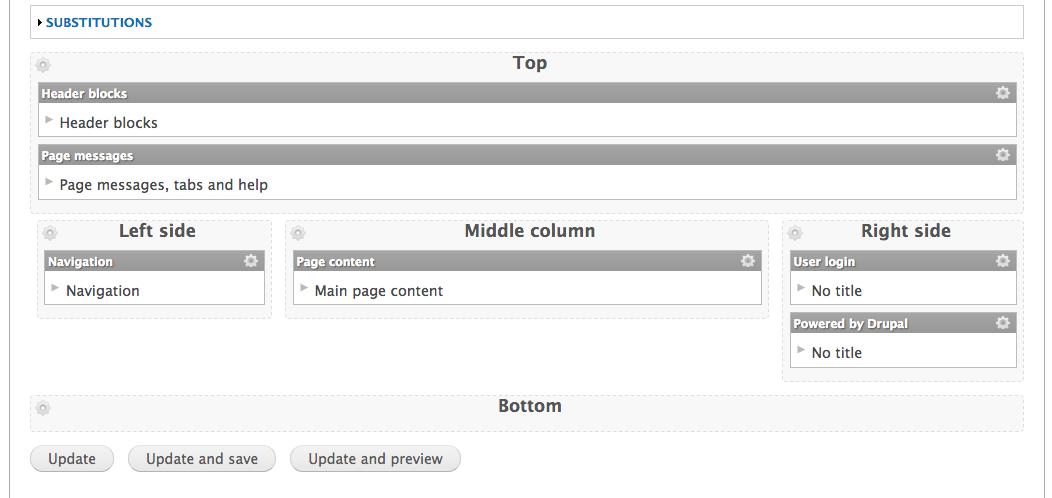 SUBSTITUTIONS
Top
Header blocks
Header blocks
Page messages
Page messages, tabs and help
Left side
Navigation
Navigation
Middle column
Page content
Main page content
Right side
User login
No title
Powered by Drupal
No title
Bottom
Update
Update and save
Update and preview